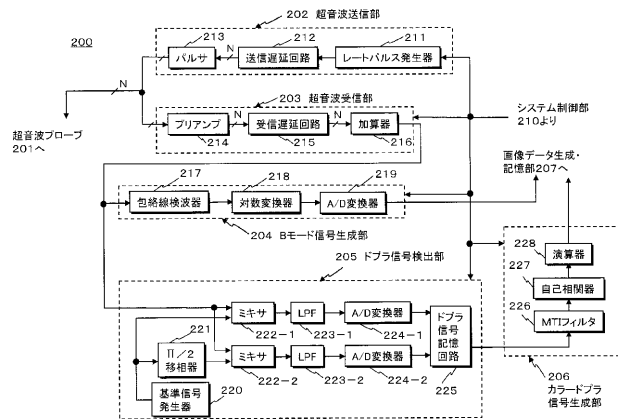 200
202 超音波送信部
213
212
211
パルサ
N
送信遅延回路
レートパルス発生器
N
203 超音波受信部
超音波プローブ
201へ
プリアンプ
N
受信遅延回路
N
加算器
214
215
216
システム制御部
210より
画像データ生成・
記憶部207へ
217
218
219
包絡線検波器
対数変換器
A/D変換器
204 Bモード信号生成部
205 ドプラ信号検出部
228
演算器
227
自己相関器
226
MTIフィルタ
206
カラードプラ
信号生成部
ミキサ
LPF
A/D変換器
222-1
223-1
224-1
ドプラ
信号
記憶
回路
225
221
Π/2
移相器
ミキサ
LPF
A/D変換器
222-2
223-2
224-2
基準信号
発生器
220